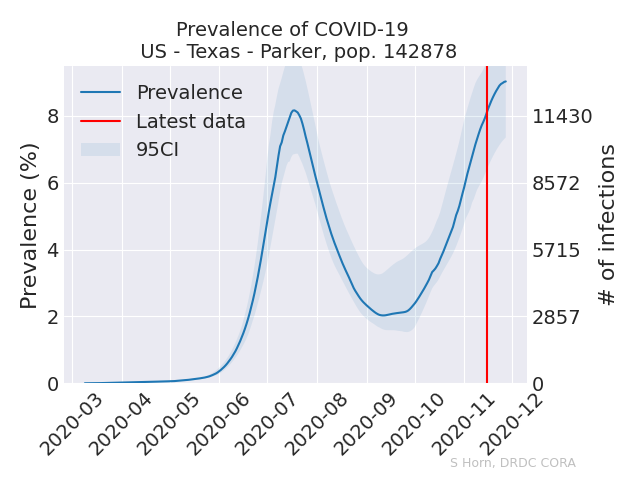 Prevalence of COVID-19
US - Texas - Parker, pop. 142878
Prevalence
Latest data
95CI
Prevalence (%)
8
6
4
2
0
11430
8572
5715
2857
0
# of infections
2020-03
2020-04
2020-05
2020-06
2020-07
2020-08
2020-09
2020-10
2020-11
2020-12
S Horn, DRDC CORA